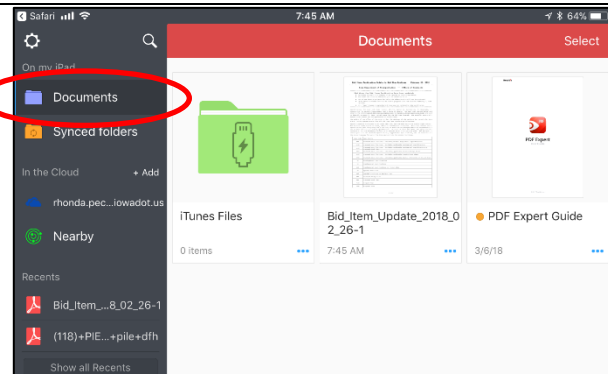 Safari
7:45 AM
64%
Documents
Select
On my iPad
Documents
Synced folders
In the Cloud
+ Add
rhonda.pec...iowadot.us
Nearby
Recents
Bid_Item_...8_02_26-1
(118)+PIE...+pile+dfh
Show all Recents
iTunes Files
0 items
Bid_Item_Update_2018_0
2_26-1
7:45 AM
PDF Expert
PDF Expert Guide
3/6/18